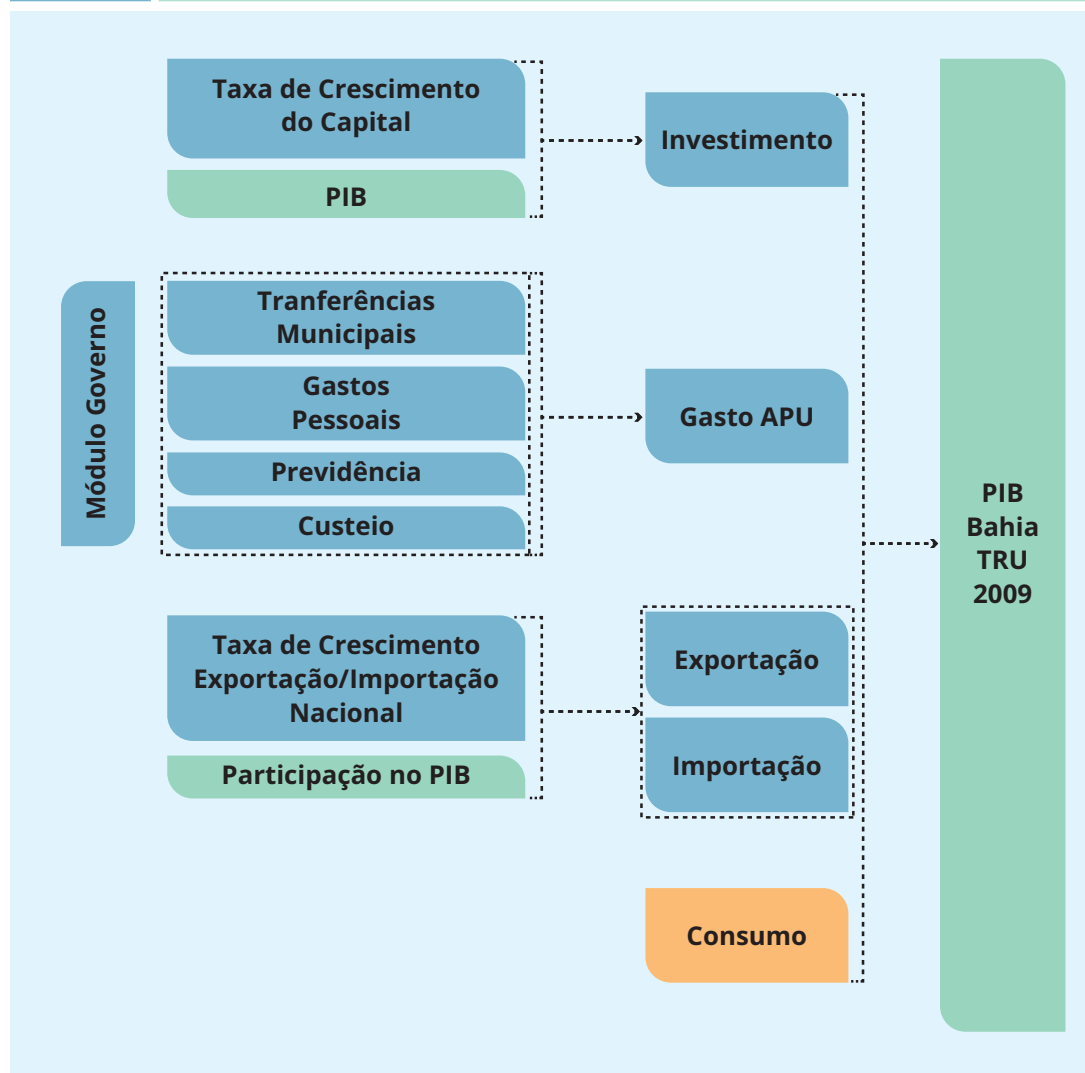 Taxa de Crescimento
do Capital
PIB
Investimento
Módulo Governo
Tranferências
Municipais
Gastos
Pessoais
Previdência
Custeio
Gasto APU
Taxa de Crescimento
Exportação/Importação
Nacional
Participação no PIB
Exportação
Importação
Consumo
PIB
Bahia
TRU
2009